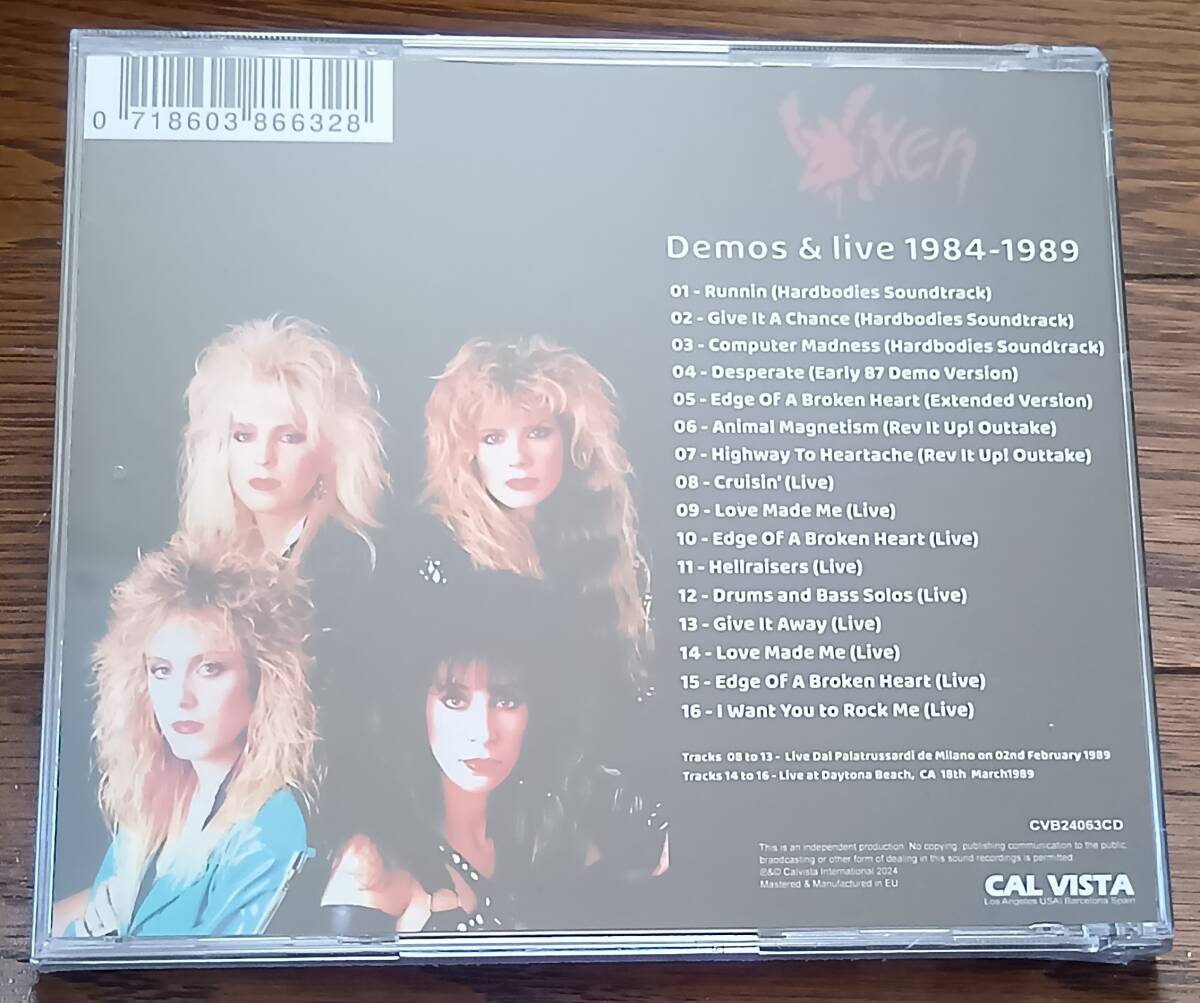 0 718603 866328
Vixen
Demos & live 1984-1989
01 - Runnin (Hardbodies Soundtrack)
02 - Give It A Chance (Hardbodies Soundtrack)
03 - Computer Madness (Hardbodies Soundtrack)
04 - Desperate (Early 87 Demo Version)
05 - Edge Of A Broken Heart (Extended Version)
06 - Animal Magnetism (Rev It Up! Outtake)
07 - Highway To Heartache (Rev It Up! Outtake)
08 - Cruisin' (Live)
09 - Love Made Me (Live)
10 - Edge Of A Broken Heart (Live)
11 - Hellraisers (Live)
12 - Drums and Bass Solos (Live)
13 - Give It Away (Live)
14 - Love Made Me (Live)
15 - Edge Of A Broken Heart (Live)
16 - I Want You to Rock Me (Live)
Tracks 08 to 13 - Live Dal Palatrussardi de Milano on 02nd February 1989
Tracks 14 to 16 - Live at Daytona Beach, CA 18th March1989
CVB24063CD
This is an independent production. No copying, publishing communication to the public,
braodcasting or other form of dealing in this sound recordings is permitted
℗&© Calvista International 2024
Mastered & Manufactured in EU
CAL VISTA
Los Angeles USA| Barcelona Spain